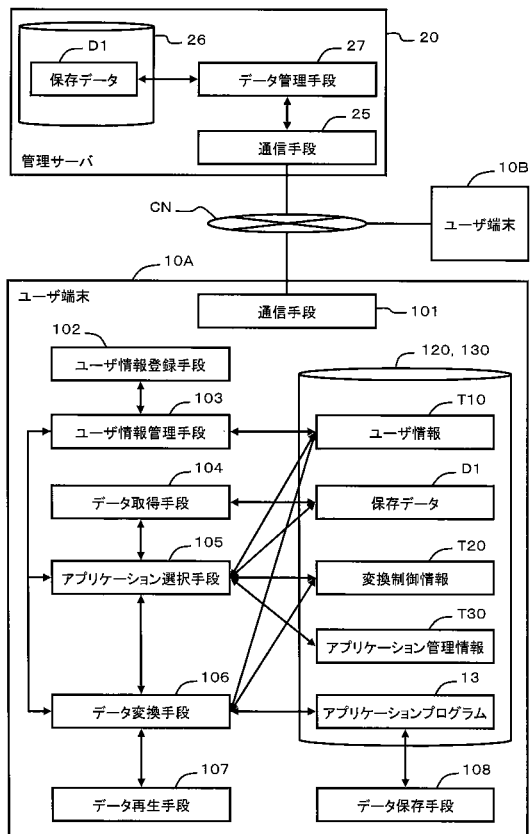 26
20
D1
27
保存データ
データ管理手段
25
通信手段
管理サーバ
10B
CN
ユーザ端末
10A
ユーザ端末
通信手段
101
102
120, 130
ユーザ情報登録手段
103
T10
ユーザ情報管理手段
ユーザ情報
104
D1
データ取得手段
保存データ
105
T20
アプリケーション選択手段
変換制御情報
T30
アプリケーション管理情報
106
13
データ変換手段
アプリケーションプログラム
107
108
データ再生手段
データ保存手段